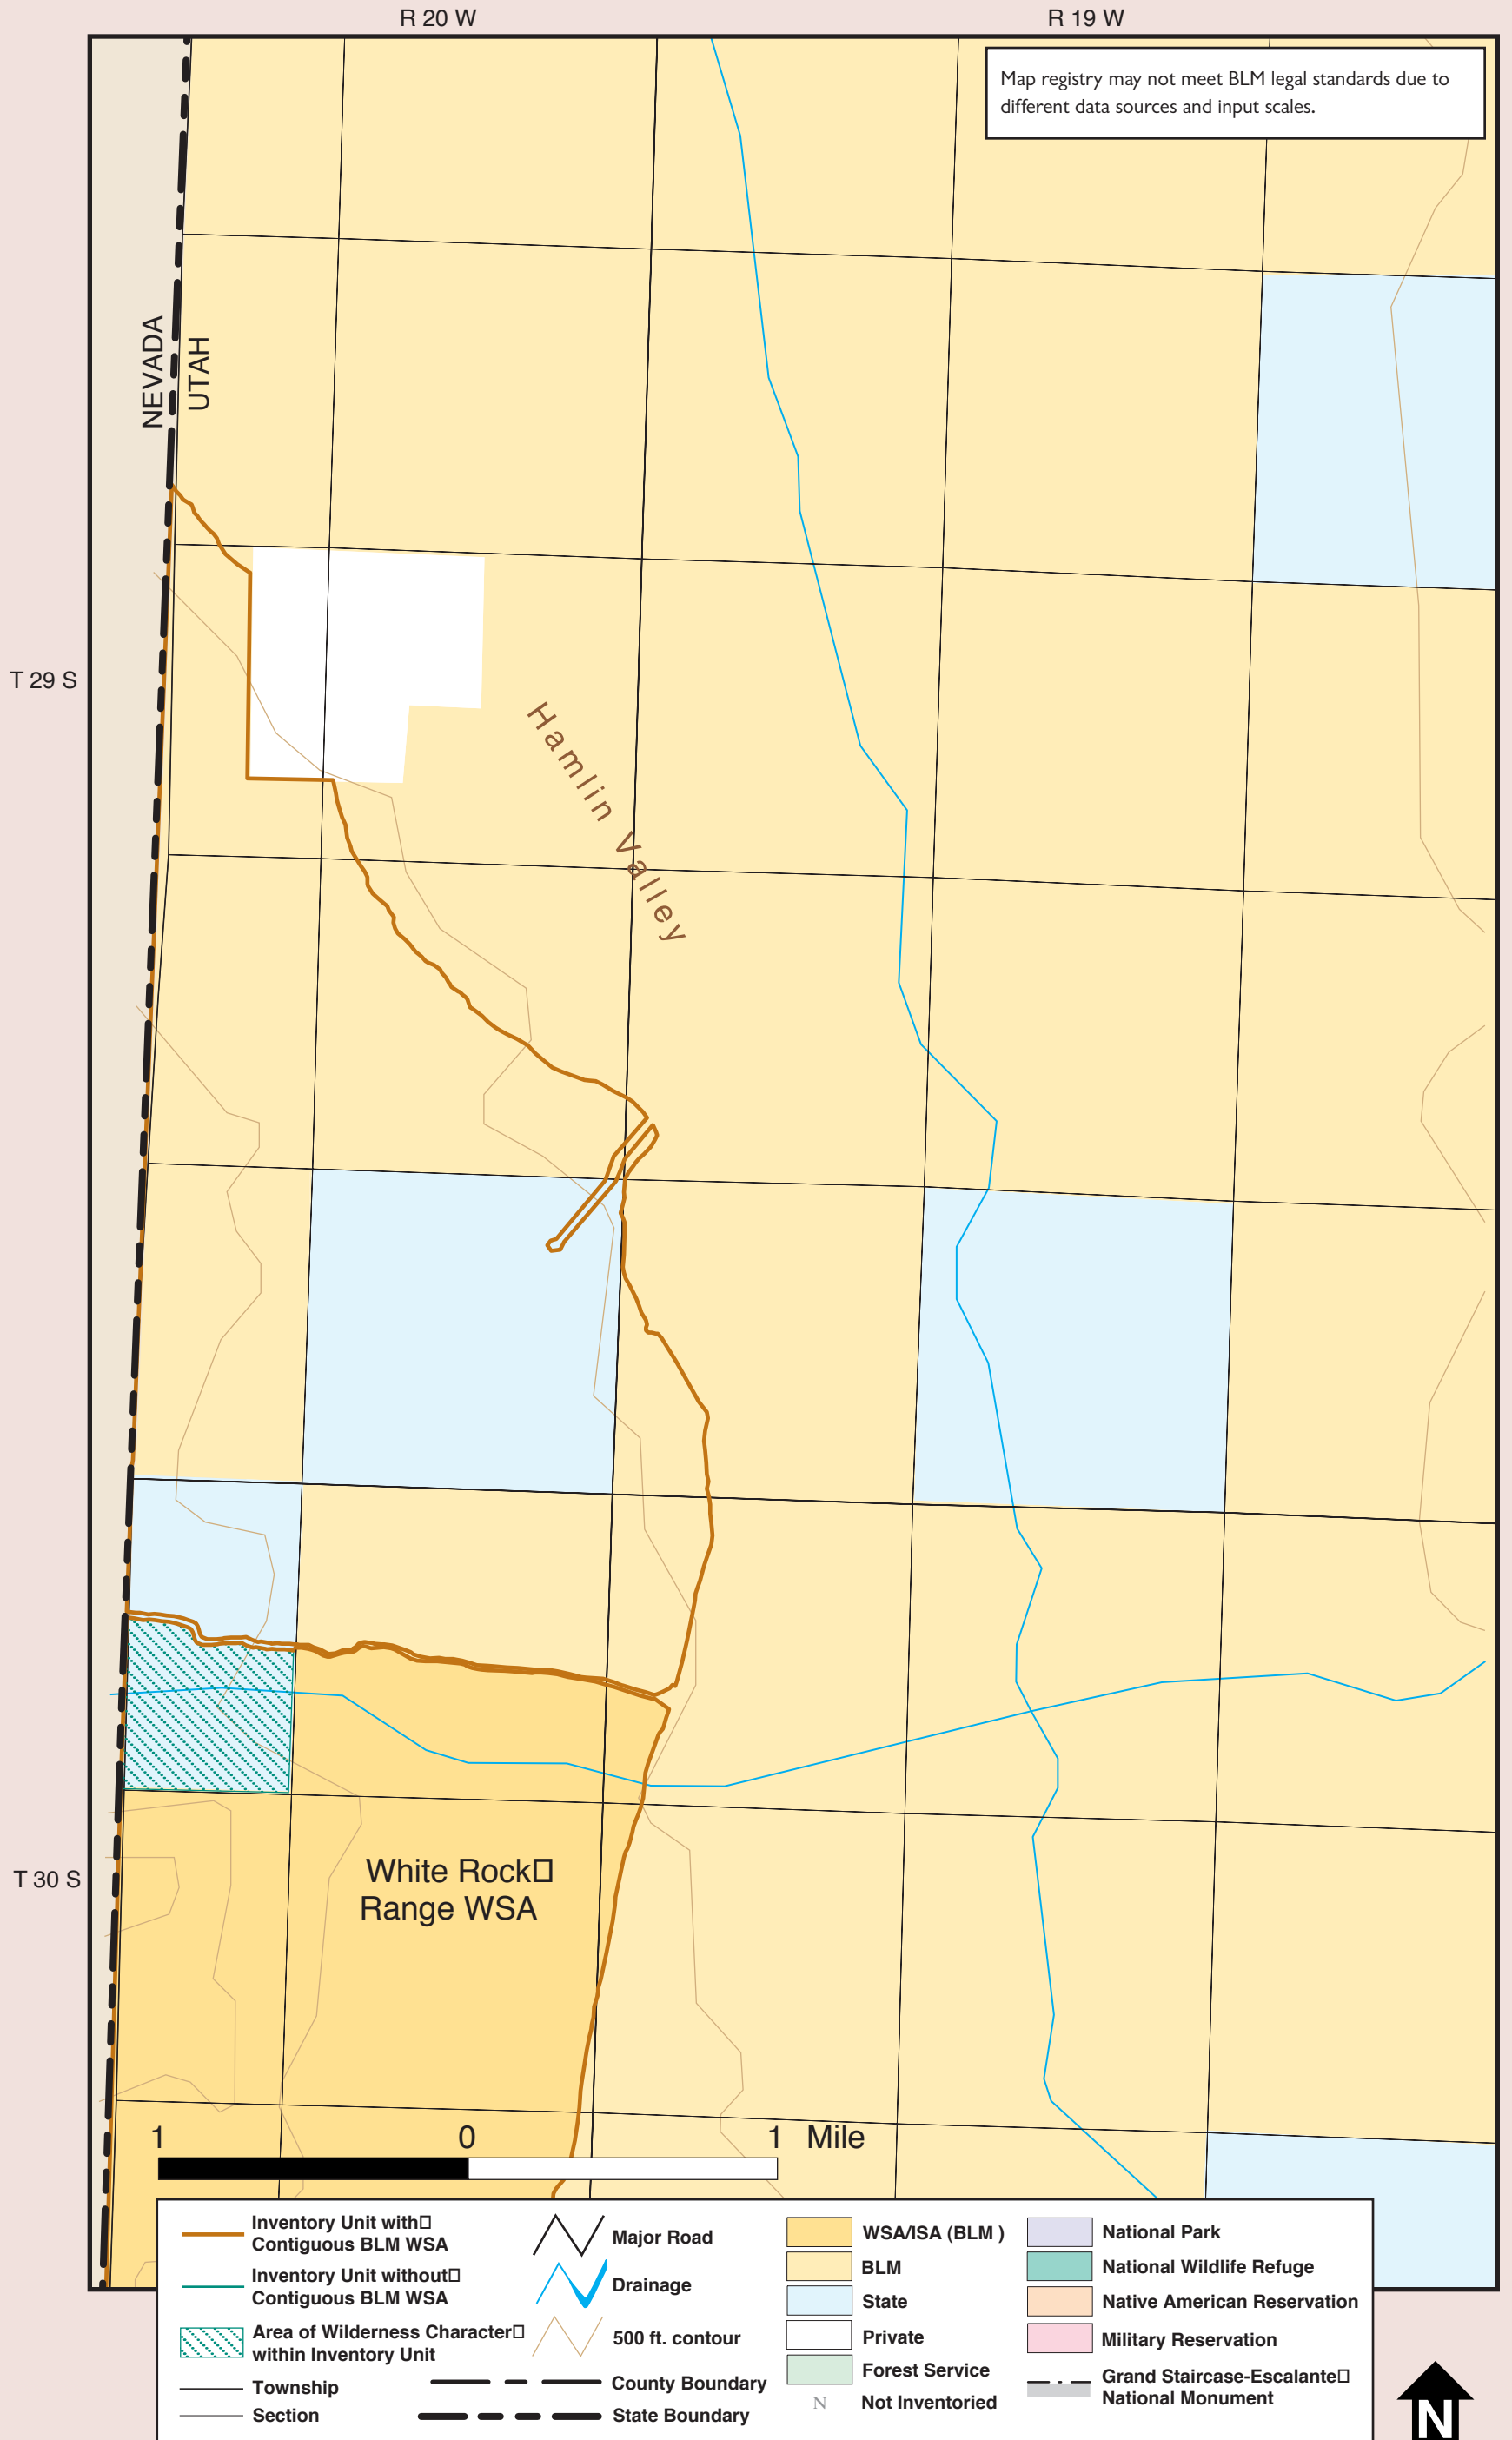 R 20 W
R 19 W
Map registry may not meet BLM legal standards due to
different data sources and input scales.
NEVADA
UTAH
T 29 S
Hamlin Valley
T 30 S
White Rock
Range WSA
1 0 1 Mile
Inventory Unit with
Contiguous BLM WSA
Inventory Unit without
Contiguous BLM WSA
Area of Wilderness Character
within Inventory Unit
Township
Section
Major Road
Drainage
500 ft. contour
County Boundary
State Boundary
WSA/ISA (BLM )
BLM
State
Private
Forest Service
N Not Inventoried
National Park
National Wildlife Refuge
Native American Reservation
Military Reservation
Grand Staircase-Escalante
National Monument
N